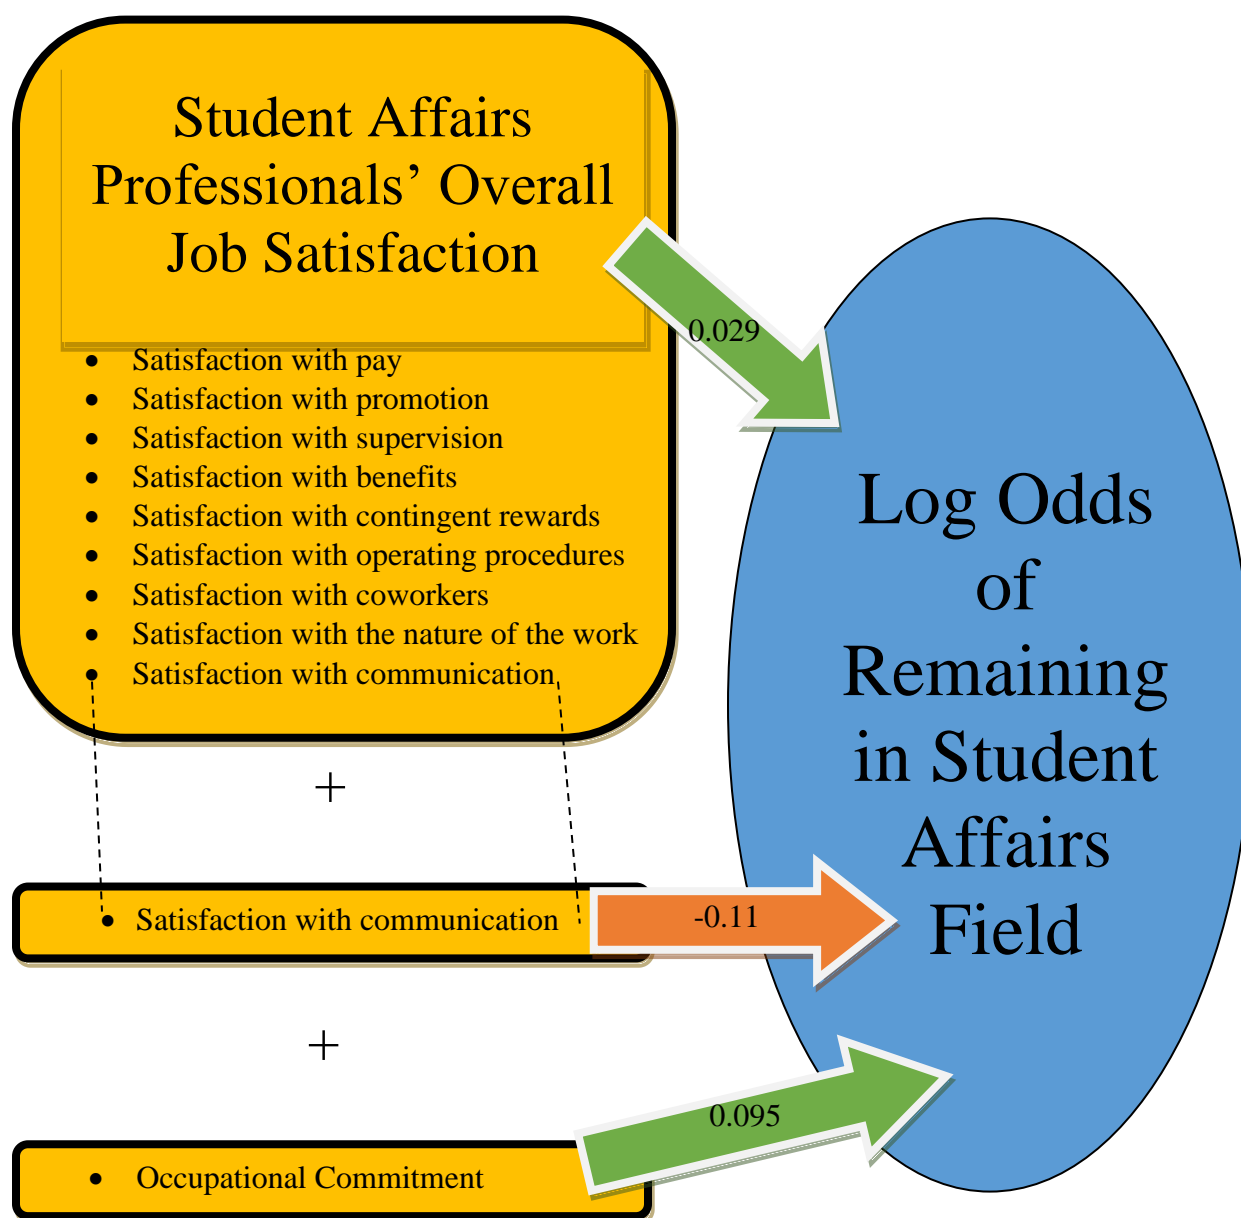 Student Affairs
Professionals’ Overall
Job Satisfaction
0.029
• Satisfaction with pay
• Satisfaction with promotion
• Satisfaction with supervision
• Satisfaction with benefits
• Satisfaction with contingent rewards
• Satisfaction with operating procedures
• Satisfaction with coworkers
• Satisfaction with the nature of the work
• Satisfaction with communication
Log Odds
of
Remaining
in Student
Affairs
Field
+
• Satisfaction with communication
-0.11
+
0.095
• Occupational Commitment